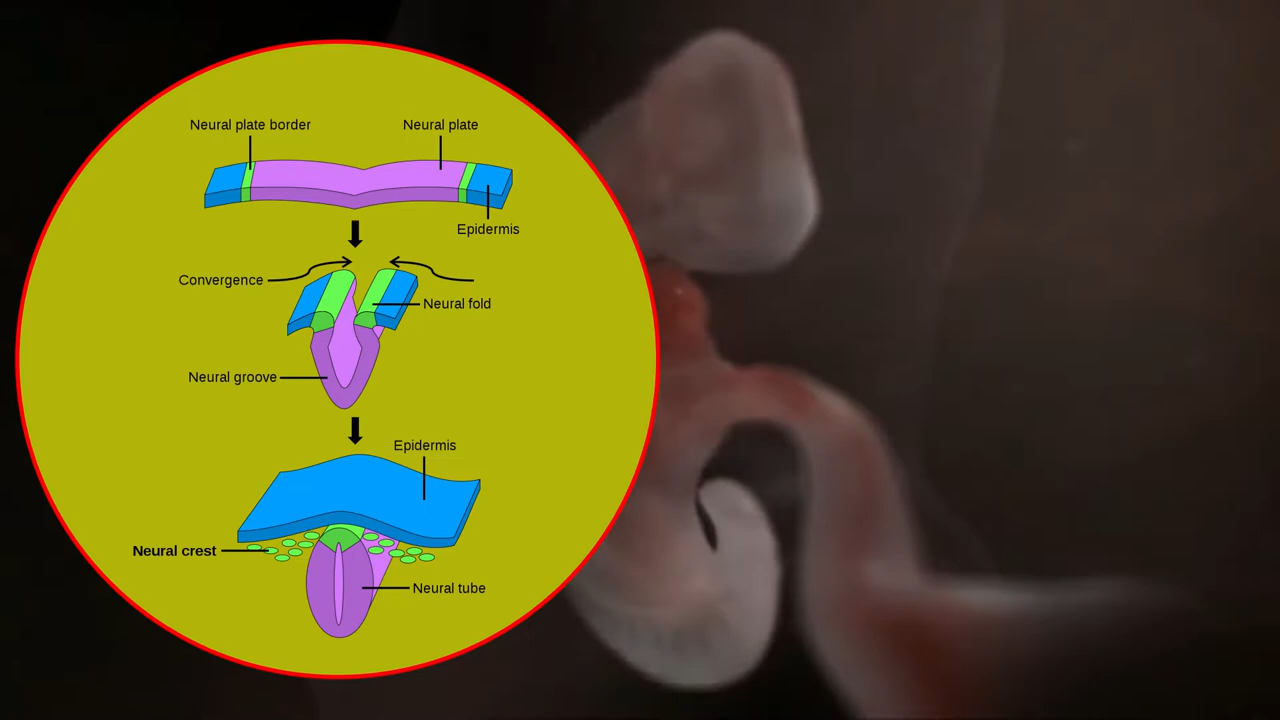 Neural plate border
Neural plate
Epidermis
Convergence
Neural fold
Neural groove
Epidermis
Neural crest
Neural tube